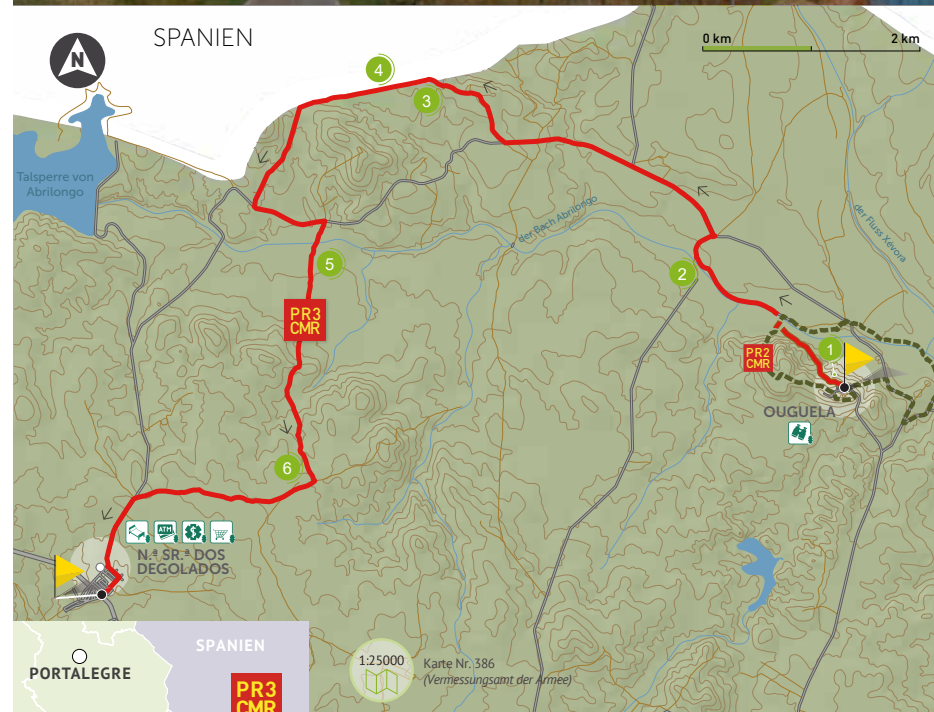 N
SPANIEN
0 km
2 km
4
3
Talsperre von
Abrilongo
der Bach Abrilongo
der Fluss Xévora
5
2
PR3
CMR
1
PR2
CMR
OUGUELA
6
ATM
N.ª SR.ª DOS
DEGOLADOS
SPANIEN
PORTALEGRE
1:25000
Karte Nr. 386
(Vermessungsamt der Armee)
PR3
CMR